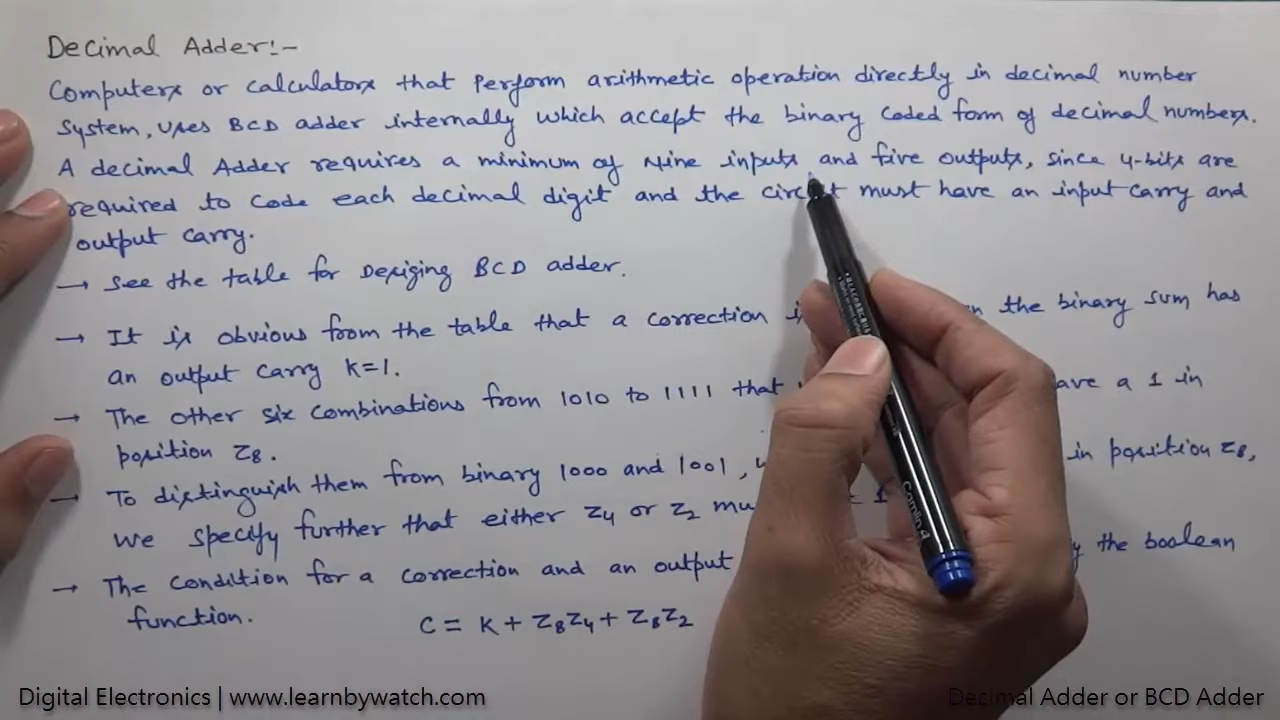 Decimal Adder:-
Computers or calculators that perform arithmetic operation directly in decimal number
system, uses BCD adder internally which accept the binary coded form of decimal numbers.
A decimal Adder requires a minimum of Nine inputs and five outputs, since 4-bits are
required to code each decimal digit and the circuit must have an input carry and
output carry.
→ See the table for Desiging BCD adder.
→ It is obvious from the table that a correction the binary sum has
an output carry K=1.
→ The other six combinations from 1010 to 1111 that have a 1 in
position Z8.
→ To distinguish them from binary 1000 and 1001, in position Z8,
we specify further that either Z4 or Z2 1
→ The condition for a correction and an output the boolean
function.
C = K + Z8Z4 + Z8Z2
Camlin
Digital Electronics | www.learnbywatch.com
Decimal Adder or BCD Adder